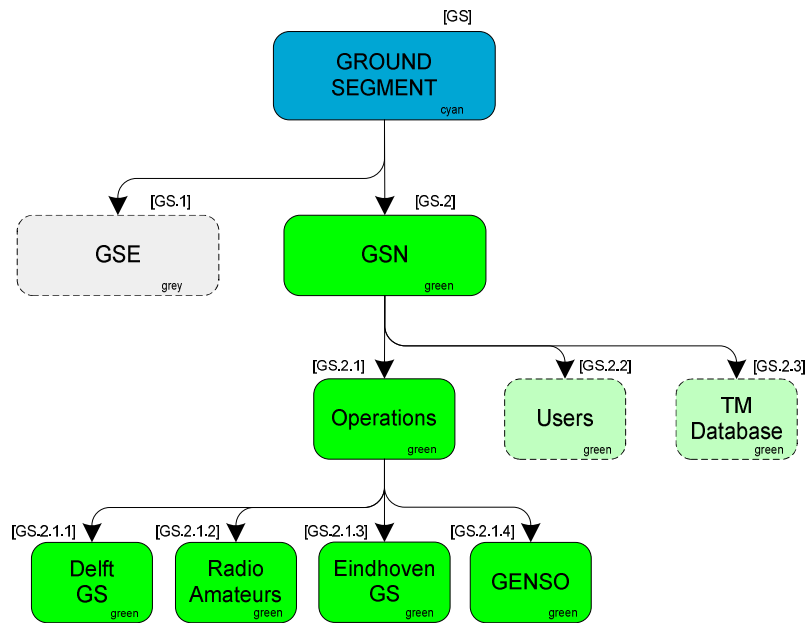 [GS]
GROUND
SEGMENT
cyan
[GS.1]
[GS.2]
GSE
grey
GSN
green
[GS.2.1]
[GS.2.2]
[GS.2.3]
Operations
green
Users
green
TM
Database
green
[GS.2.1.1]
[GS.2.1.2]
[GS.2.1.3]
[GS.2.1.4]
Delft
GS
green
Radio
Amateurs
green
Eindhoven
GS
green
GENSO
green